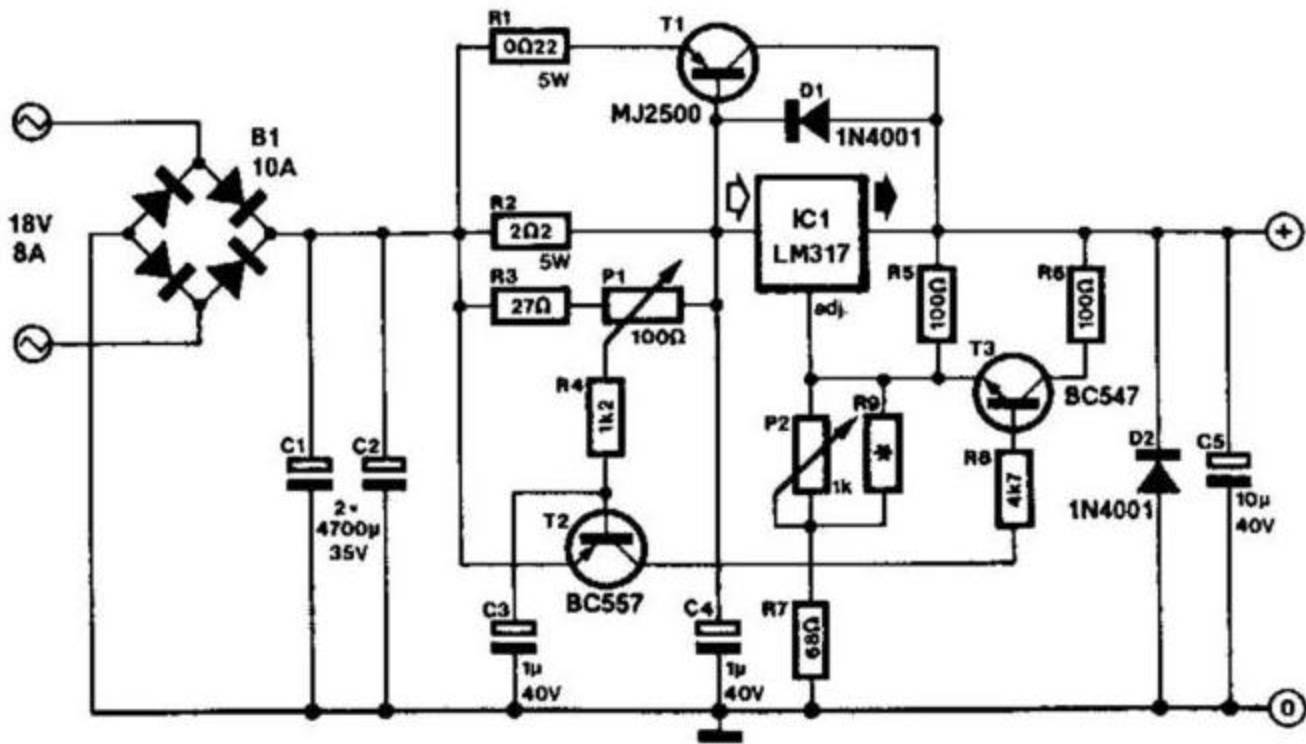 R1
0Ω22
5W
T1
MJ2500
D1
1N4001
B1
10A
18V
8A
R2
2Ω2
5W
IC1
LM317
adj.
R3
27Ω
P1
100Ω
R4
1k2
R5
100Ω
R6
100Ω
T3
BC547
P2
1k
R9
*
R8
4k7
C1
C2
2×
4700µ
35V
T2
BC557
D2
1N4001
C5
10µ
40V
C3
1µ
40V
C4
1µ
40V
R7
68Ω
+
0